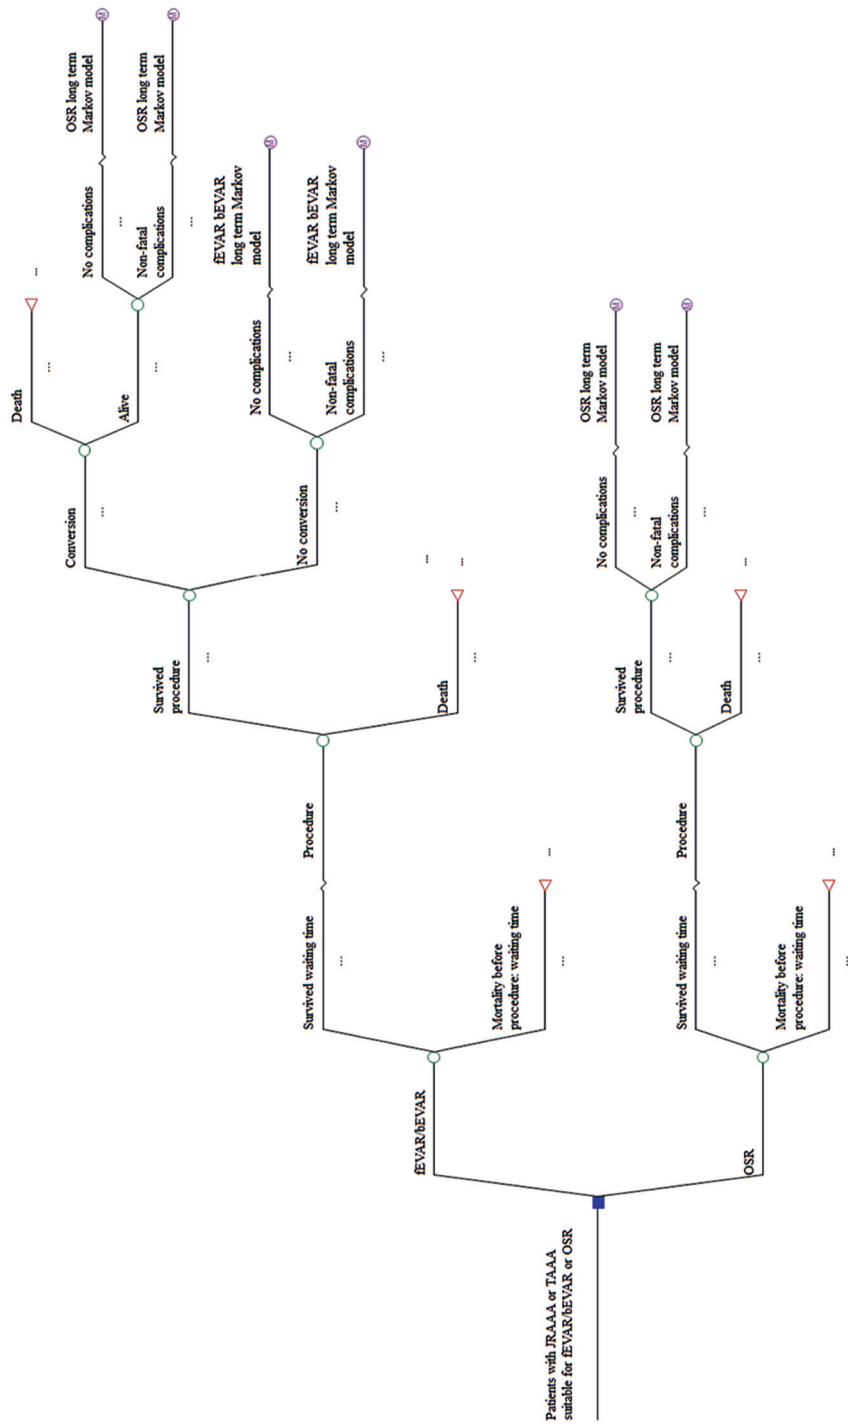 Patients with JRAAA or TAAA
suitable for fEVAR/bEVAR or OSR
fEVAR/bEVAR
Survived waiting time
...
Procedure
Survived
procedure
...
Conversion
...
Death
...
...
Alive
...
No complications
...
OSR long term
Markov model
M
Non-fatal
complications
...
OSR long term
Markov model
M
No conversion
...
No complications
...
fEVAR bEVAR
long term Markov
model
M
Non-fatal
complications
...
fEVAR bEVAR
long term Markov
model
M
...
Death
...
...
Mortality before
procedure: waiting time
...
...
OSR
Survived waiting time
...
Procedure
Survived
procedure
...
No complications
...
OSR long term
Markov model
M
Non-fatal
complications
...
OSR long term
Markov model
M
Death
...
...
Mortality before
procedure: waiting time
...
...